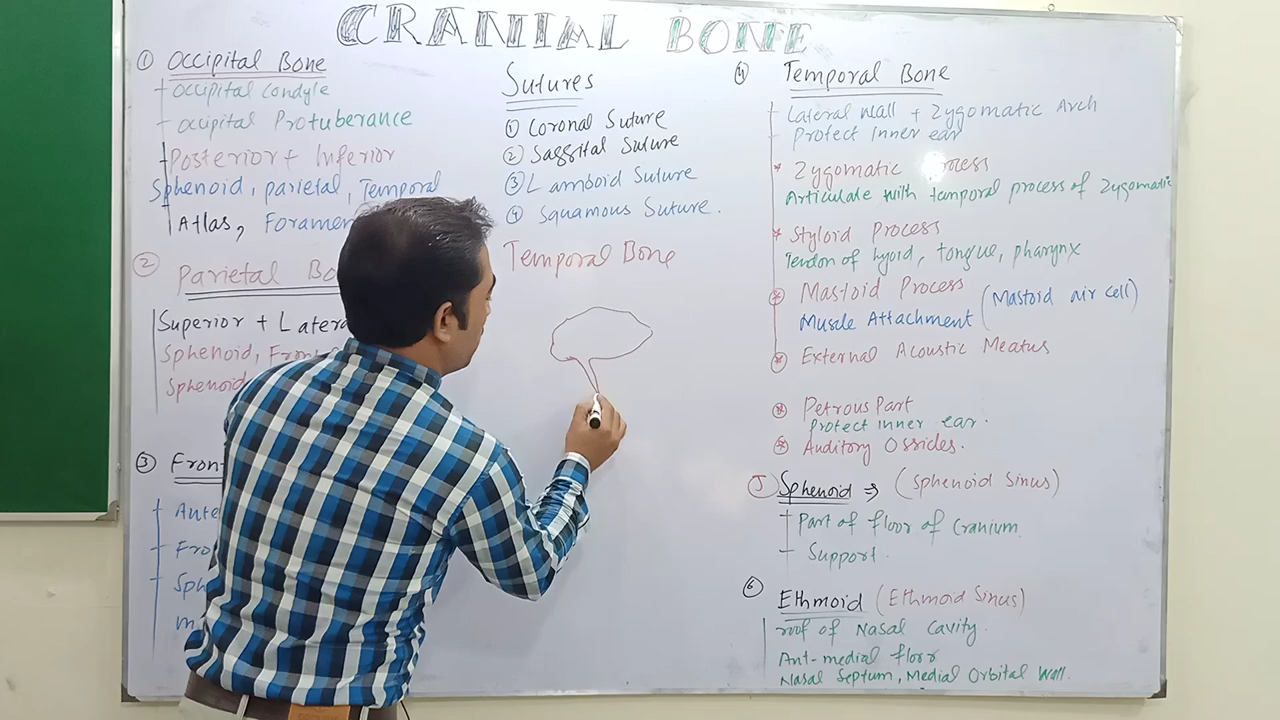 CRANIAL BONE
① Occipital Bone
Occipital Condyle
Occipital Protuberance
Posterior + Inferior
Sphenoid, parietal, Temporal
Atlas, Foramen
② Parietal Bo
Superior + Latera
Sphenoid, Fron
Sphenoid
③ Fron
Ante
Fro
Sph
Sutures
① Coronal Suture
② Saggital Suture
③ Lamboid Suture
④ Squamous Suture.
Temporal Bone
④ Temporal Bone
Lateral Wall + Zygomatic Arch
Protect Inner ear
* Zygomatic Process
Articulate with temporal process of Zygomatic
* Styloid Process
Tendon of hyoid, tongue, pharynx
* Mastoid Process (Mastoid air cell)
Muscle Attachment
* External Acoustic Meatus
* Petrous Part
Protect inner ear.
* Auditory Ossicles.
5 Sphenoid ⇒ (Sphenoid Sinus)
Part of floor of Cranium
Support.
⑥ Ethmoid (Ethmoid Sinus)
roof of Nasal Cavity.
Ant-medial floor
Nasal Septum, Medial Orbital Wall.